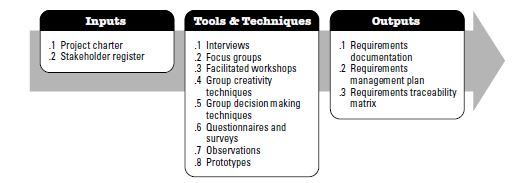 Inputs
.1 Project charter
.2 Stakeholder register
Tools & Techniques
.1 Interviews
.2 Focus groups
.3 Facilitated workshops
.4 Group creativity
techniques
.5 Group decision making
techniques
.6 Questionnaires and
surveys
.7 Observations
.8 Prototypes
Outputs
.1 Requirements
documentation
.2 Requirements
management plan
.3 Requirements traceability
matrix